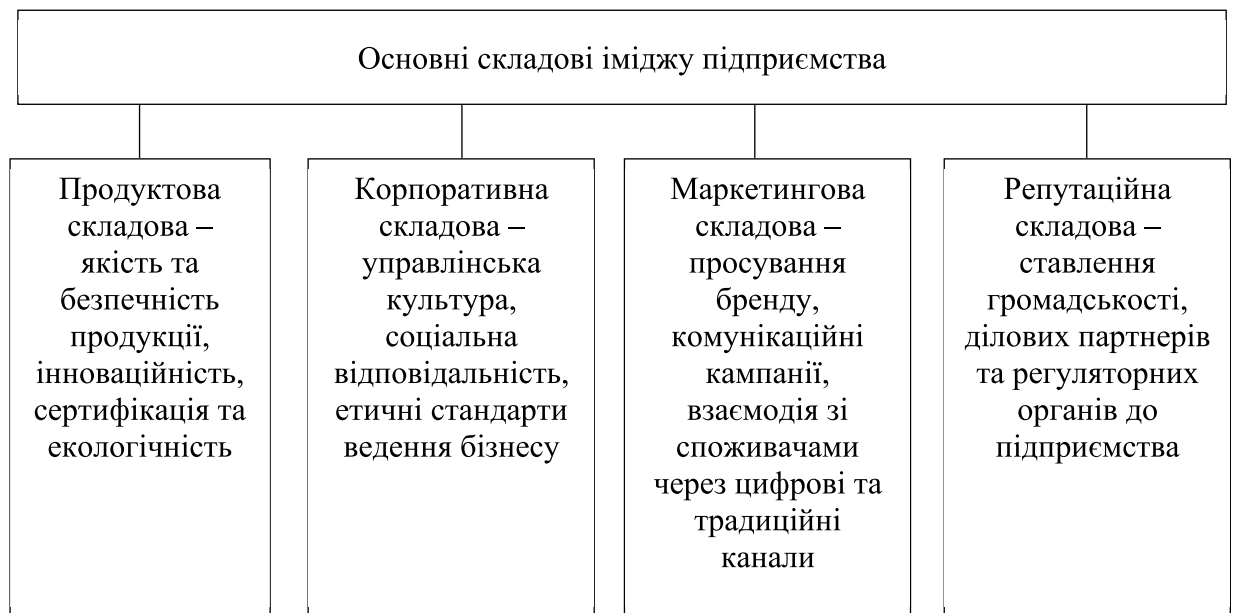 Основні складові іміджу підприємства
Продуктова
складова –
якість та
безпечність
продукції,
інноваційність,
сертифікація та
екологічність
Корпоративна
складова –
управлінська
культура,
соціальна
відповідальність,
етичні стандарти
ведення бізнесу
Маркетингова
складова –
просування
бренду,
комунікаційні
кампанії,
взаємодія зі
споживачами
через цифрові та
традиційні
канали
Репутаційна
складова –
ставлення
громадськості,
ділових партнерів
та регуляторних
органів до
підприємства